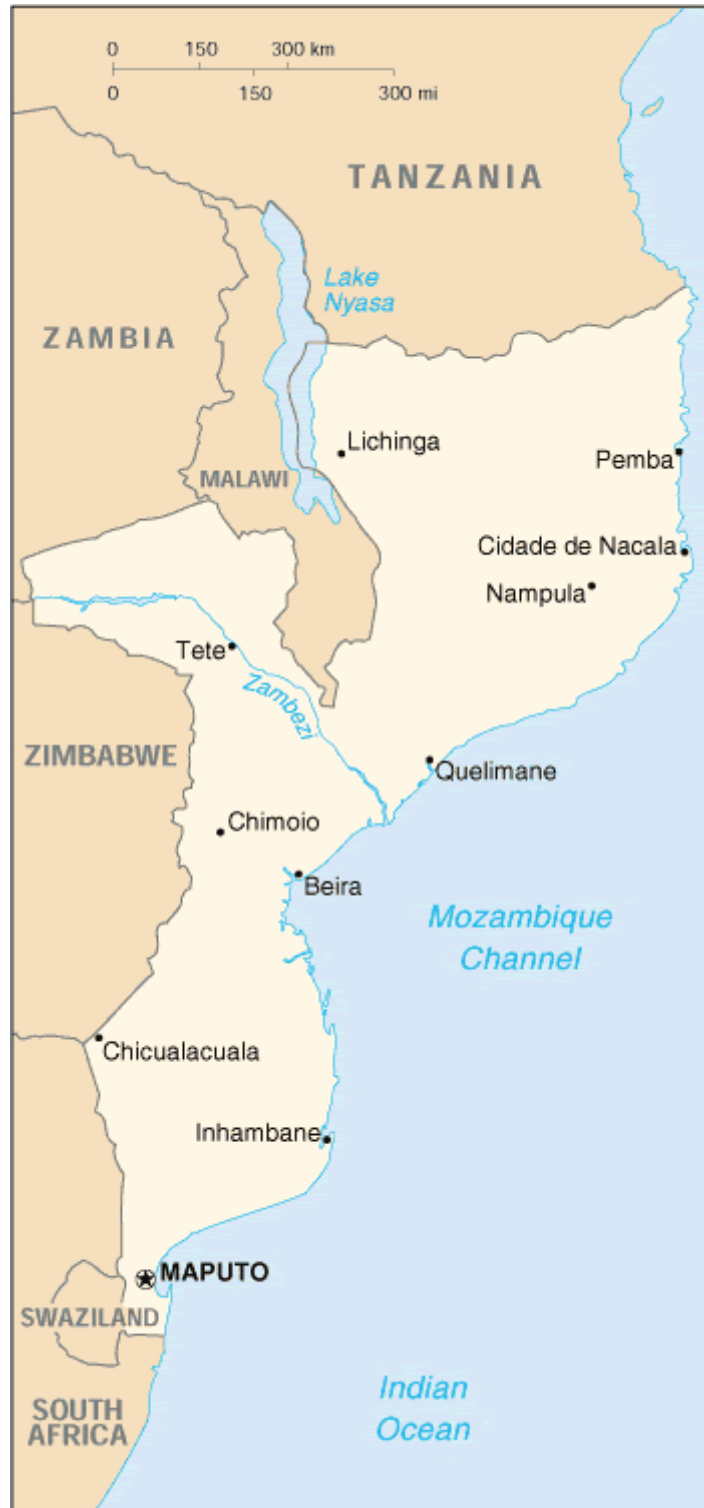 0 150 300 km
0 150 300 mi
TANZANIA
Lake
Nyasa
ZAMBIA
Lichinga
Pemba
MALAWI
Cidade de Nacala
Nampula
Tete
Zambezi
ZIMBABWE
Quelimane
Chimoio
Beira
Mozambique
Channel
Chicualacuala
Inhambane
MAPUTO
SWAZILAND
Indian
Ocean
SOUTH
AFRICA